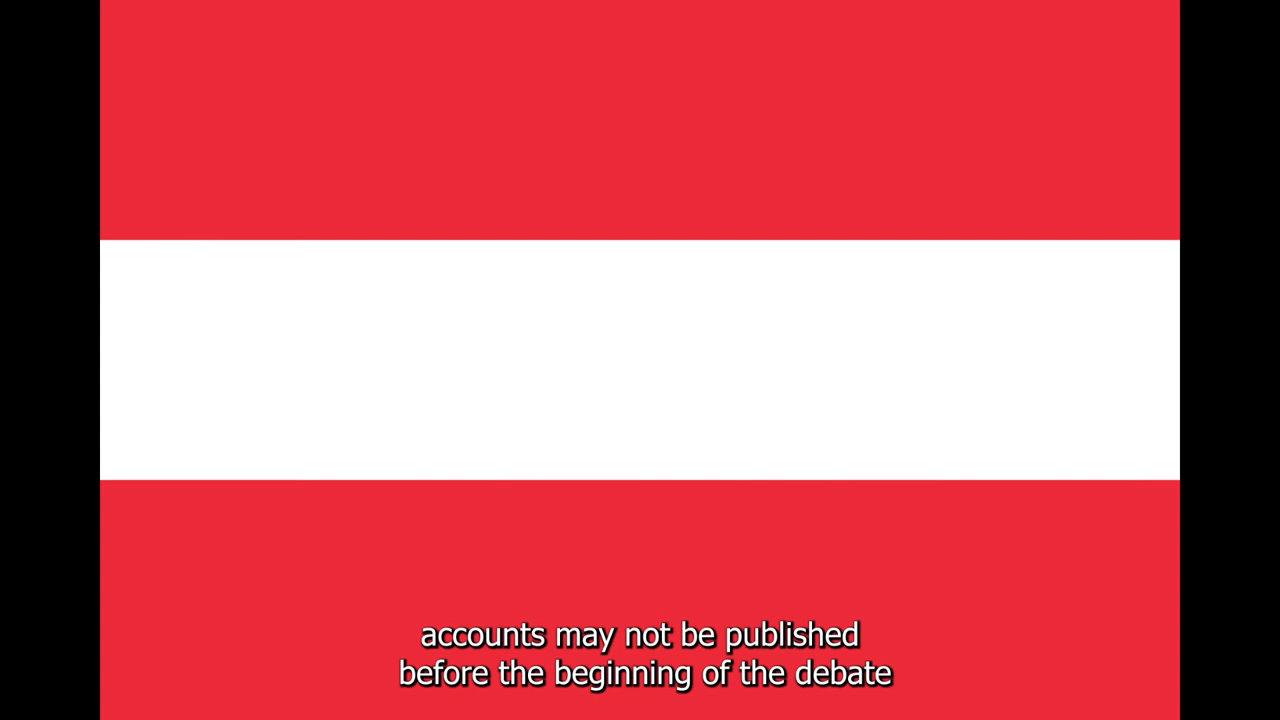 accounts may not be published
before the beginning of the debate